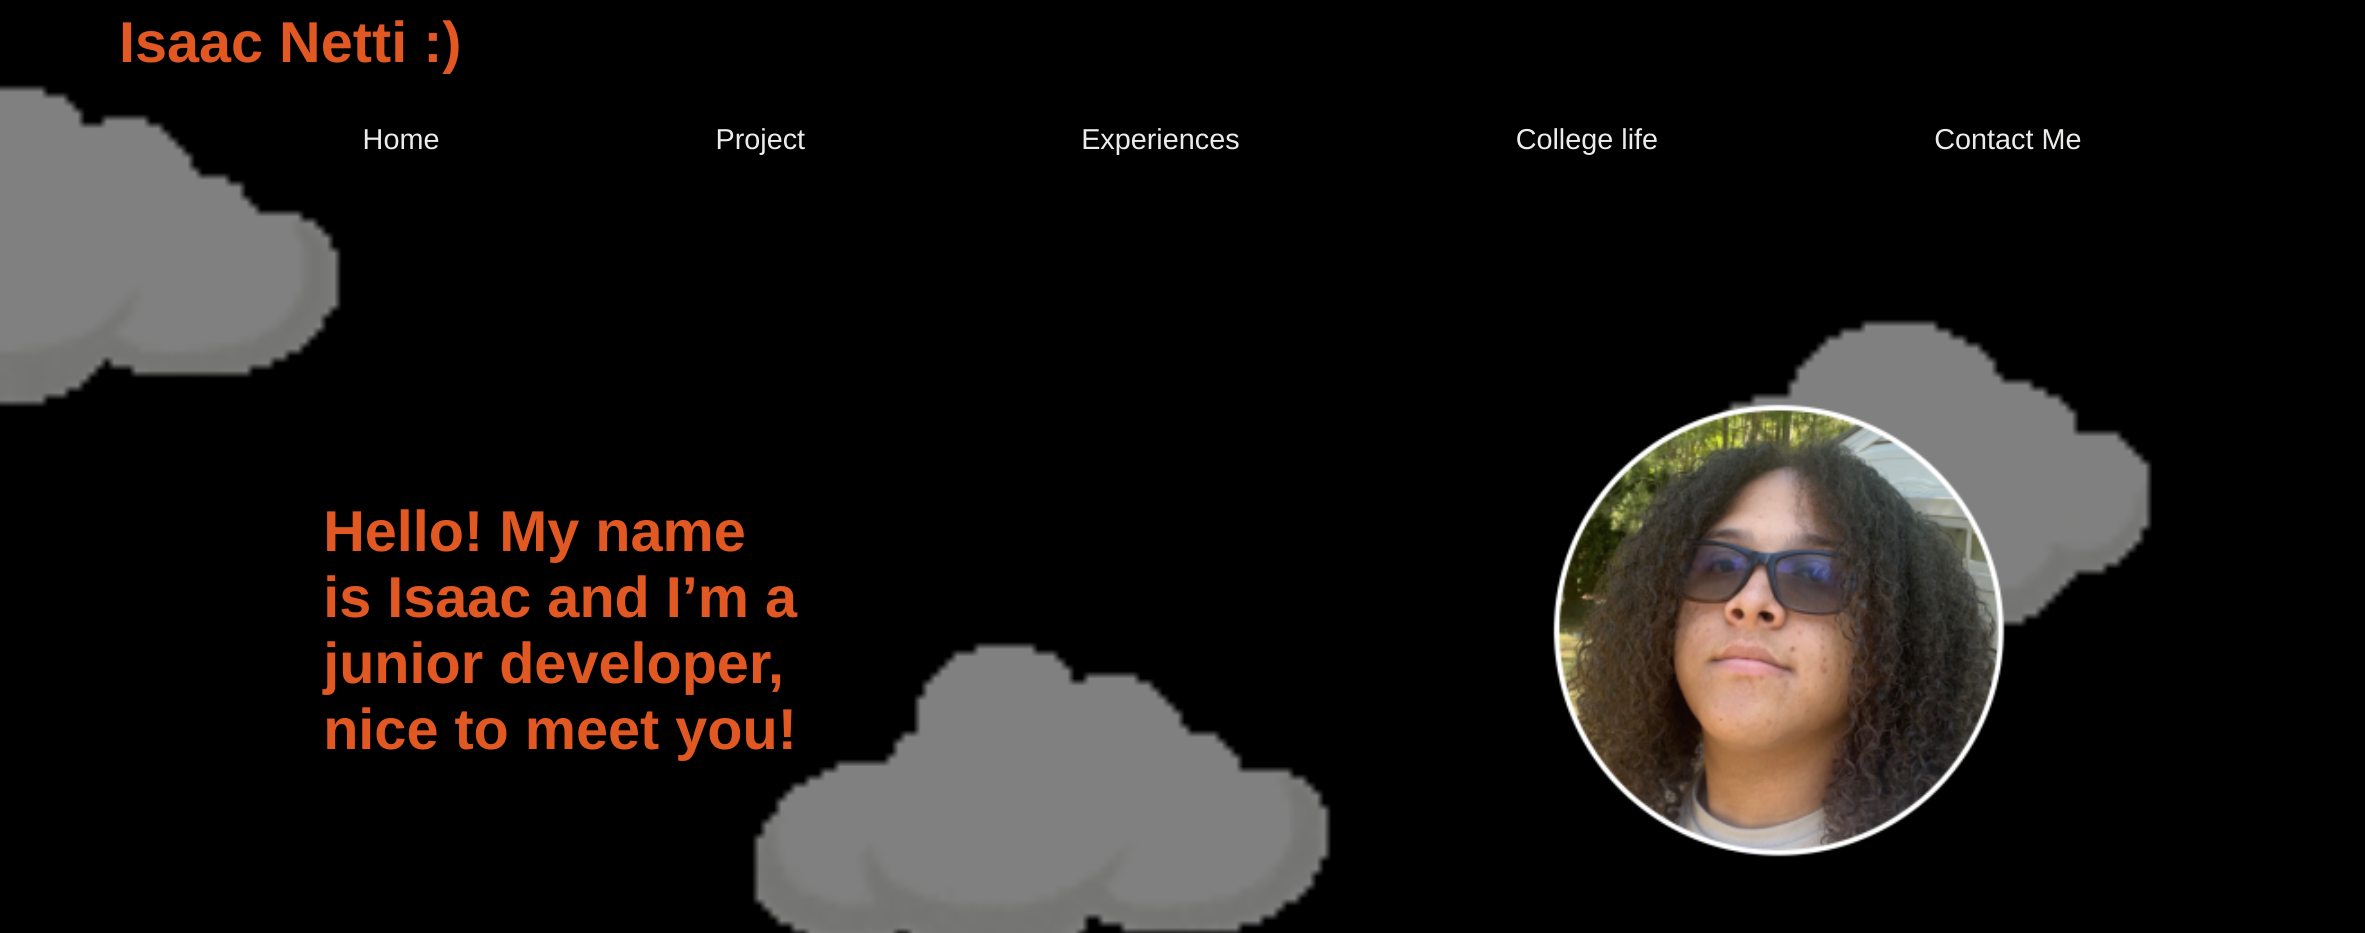 Isaac Netti :)
Home Project Experiences College life Contact Me
Hello! My name
is Isaac and I’m a
junior developer,
nice to meet you!